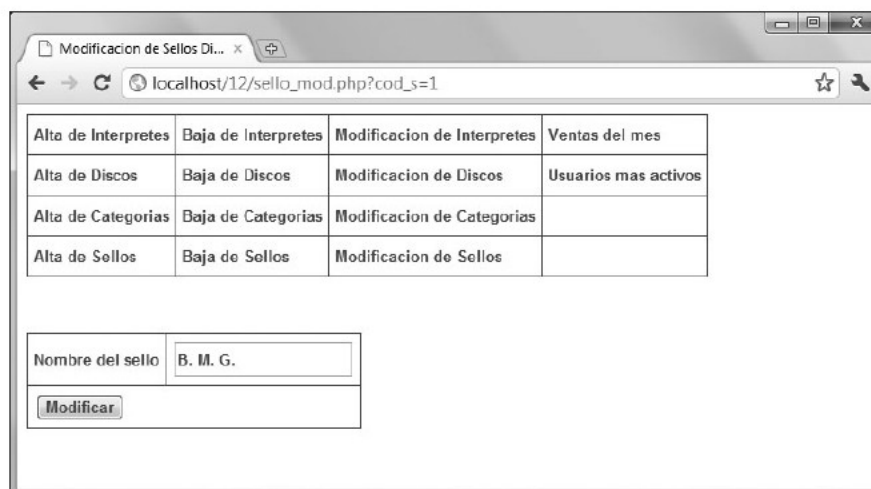 Modificacion de Sellos Di...
localhost/12/sello_mod.php?cod_s=1
Alta de Interpretes Baja de Interpretes Modificacion de Interpretes Ventas del mes
Alta de Discos Baja de Discos Modificacion de Discos Usuarios mas activos
Alta de Categorias Baja de Categorias Modificacion de Categorias
Alta de Sellos Baja de Sellos Modificacion de Sellos
Nombre del sello B. M. G.
Modificar